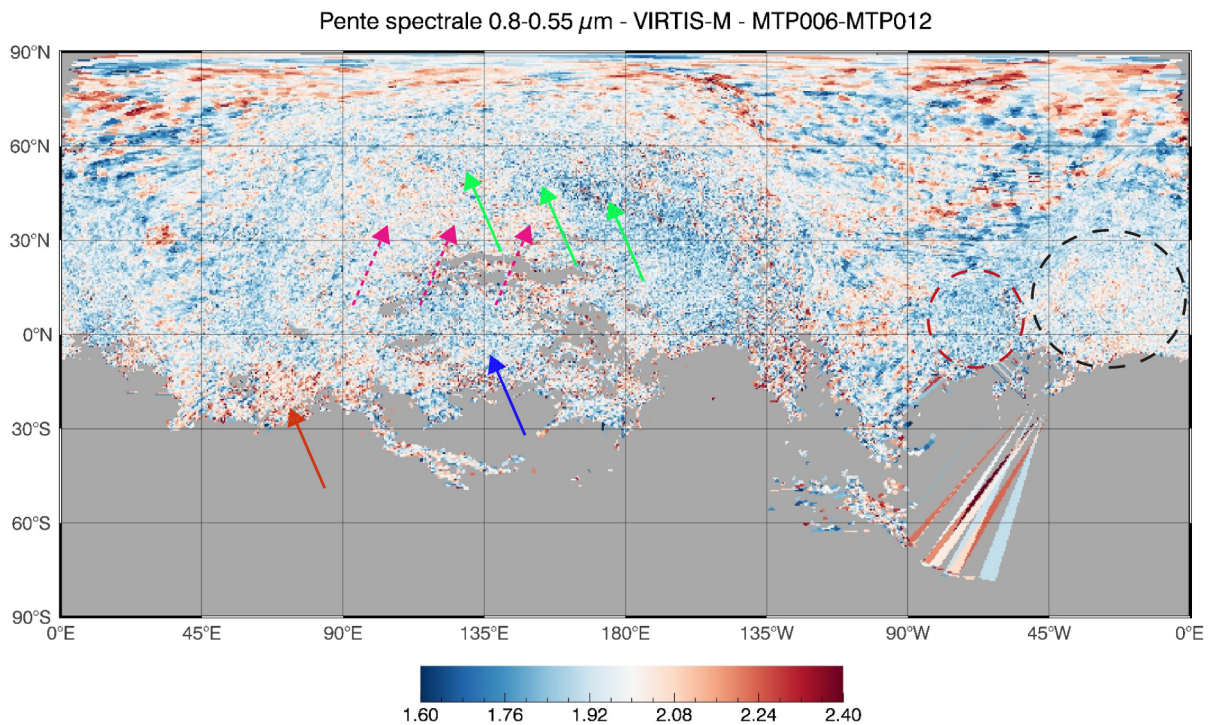 Pente spectrale 0.8-0.55 μm - VIRTIS-M - MTP006-MTP012
90°N
60°N
30°N
0°N
30°S
60°S
90°S
0°E 45°E 90°E 135°E 180°E 135°W 90°W 45°W 0°E
1.60 1.76 1.92 2.08 2.24 2.40